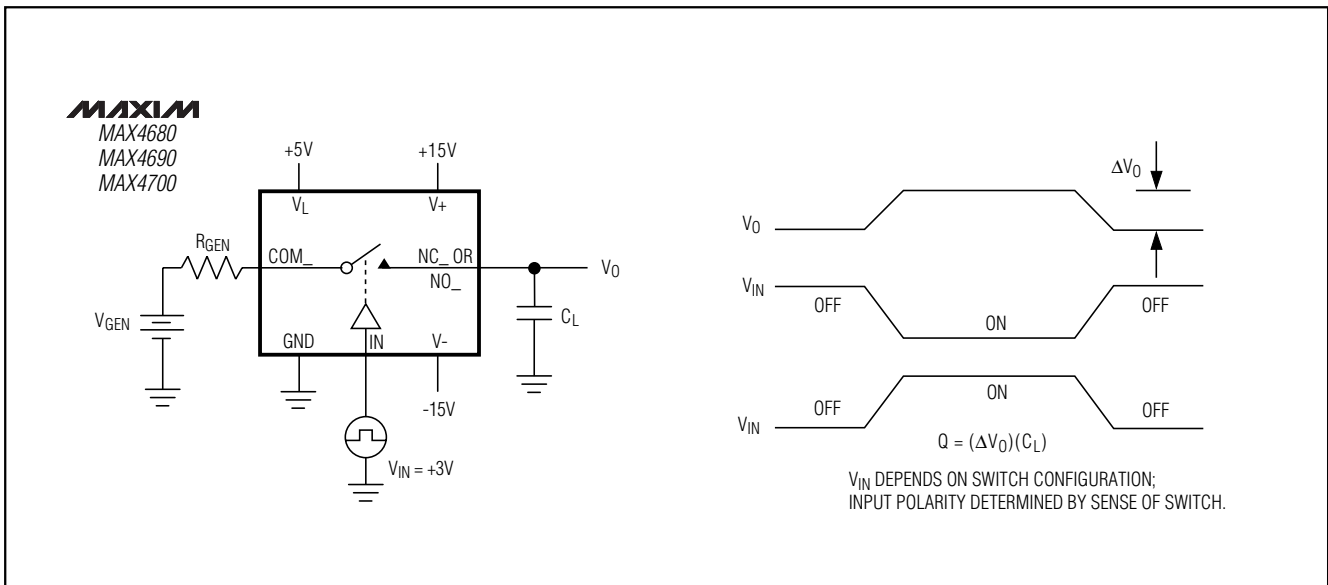 MAXIM
MAX4680
MAX4690
MAX4700
+5V
+15V
VL
V+
RGEN
COM_
NC_ OR
NO_
VO
VGEN
CL
GND
IN
V-
-15V
VIN = +3V
ΔVO
VO
VIN
OFF
ON
OFF
VIN
OFF
ON
OFF
Q = (ΔVO)(CL)
VIN DEPENDS ON SWITCH CONFIGURATION;
INPUT POLARITY DETERMINED BY SENSE OF SWITCH.